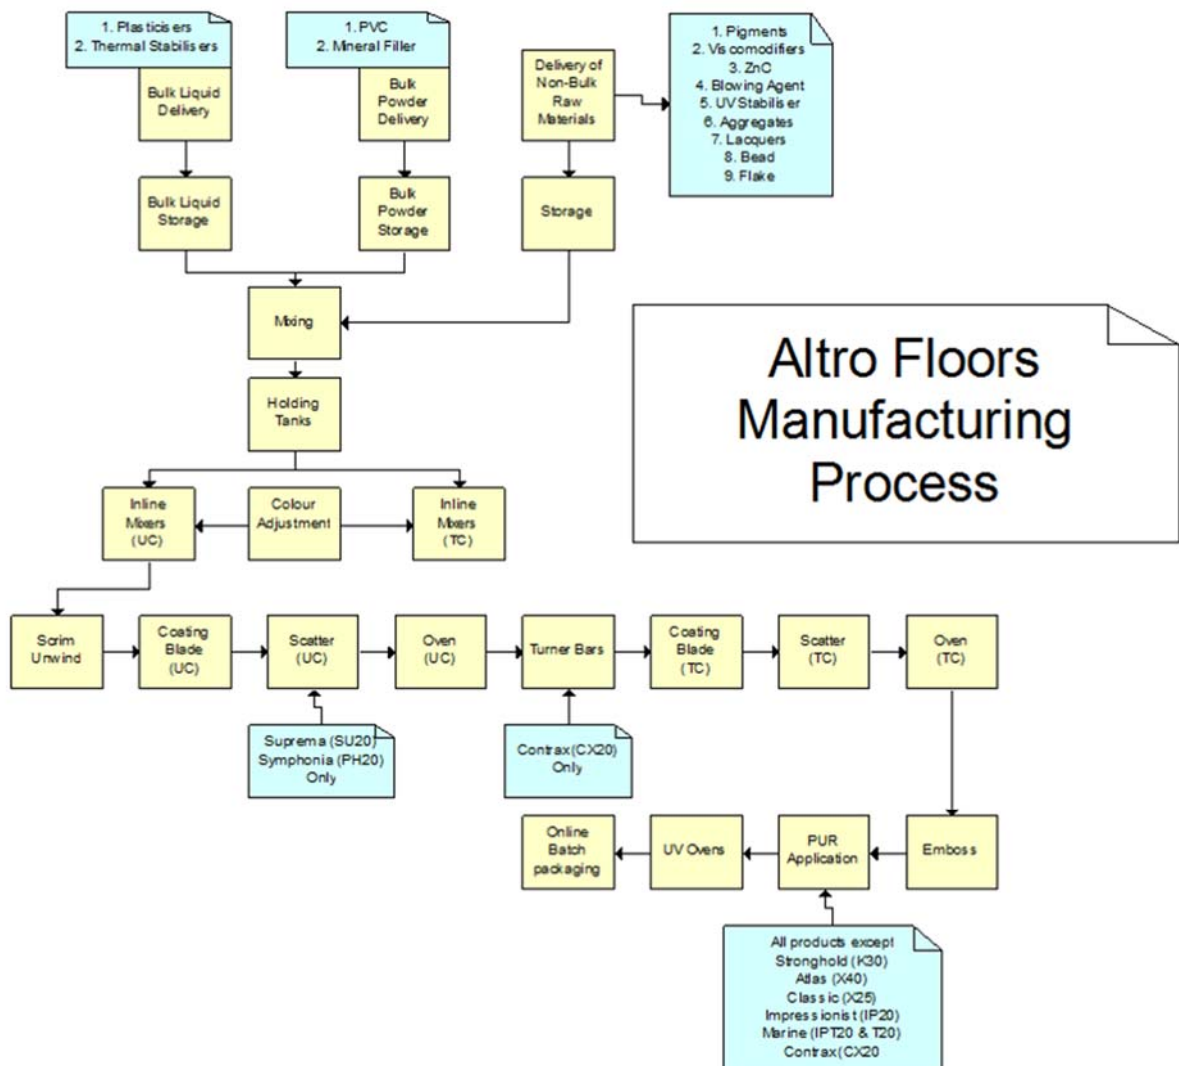 1. Plasticisers
2. Thermal Stabilisers
1. PVC
2. Mineral Filler
1. Pigments
2. Viscomodifiers
3. ZnC
4. Blowing Agent
5. UV Stabiliser
6. Aggregates
7. Lacquers
8. Bead
9. Flake
Bulk Liquid
Delivery
Bulk
Powder
Delivery
Delivery of
Non-Bulk
Raw
Materials
Bulk Liquid
Storage
Bulk
Powder
Storage
Storage
Mixing
Altro Floors
Manufacturing
Process
Holding
Tanks
Inline
Mixers
(UC)
Colour
Adjustment
Inline
Mixers
(TC)
Scrim
Unwind
Coating
Blade
(UC)
Scatter
(UC)
Oven
(UC)
Turner Bars
Coating
Blade
(TC)
Scatter
(TC)
Oven
(TC)
Suprema (SU20)
Symphonia (PH20)
Only
Contrax (CX20)
Only
Online
Batch
packaging
UV Ovens
PUR
Application
Emboss
All products except
Stronghold (K30)
Atlas (X40)
Classic (X25)
Impressionist (IP20)
Marine (IPT20 & T20)
Contrax (CX20